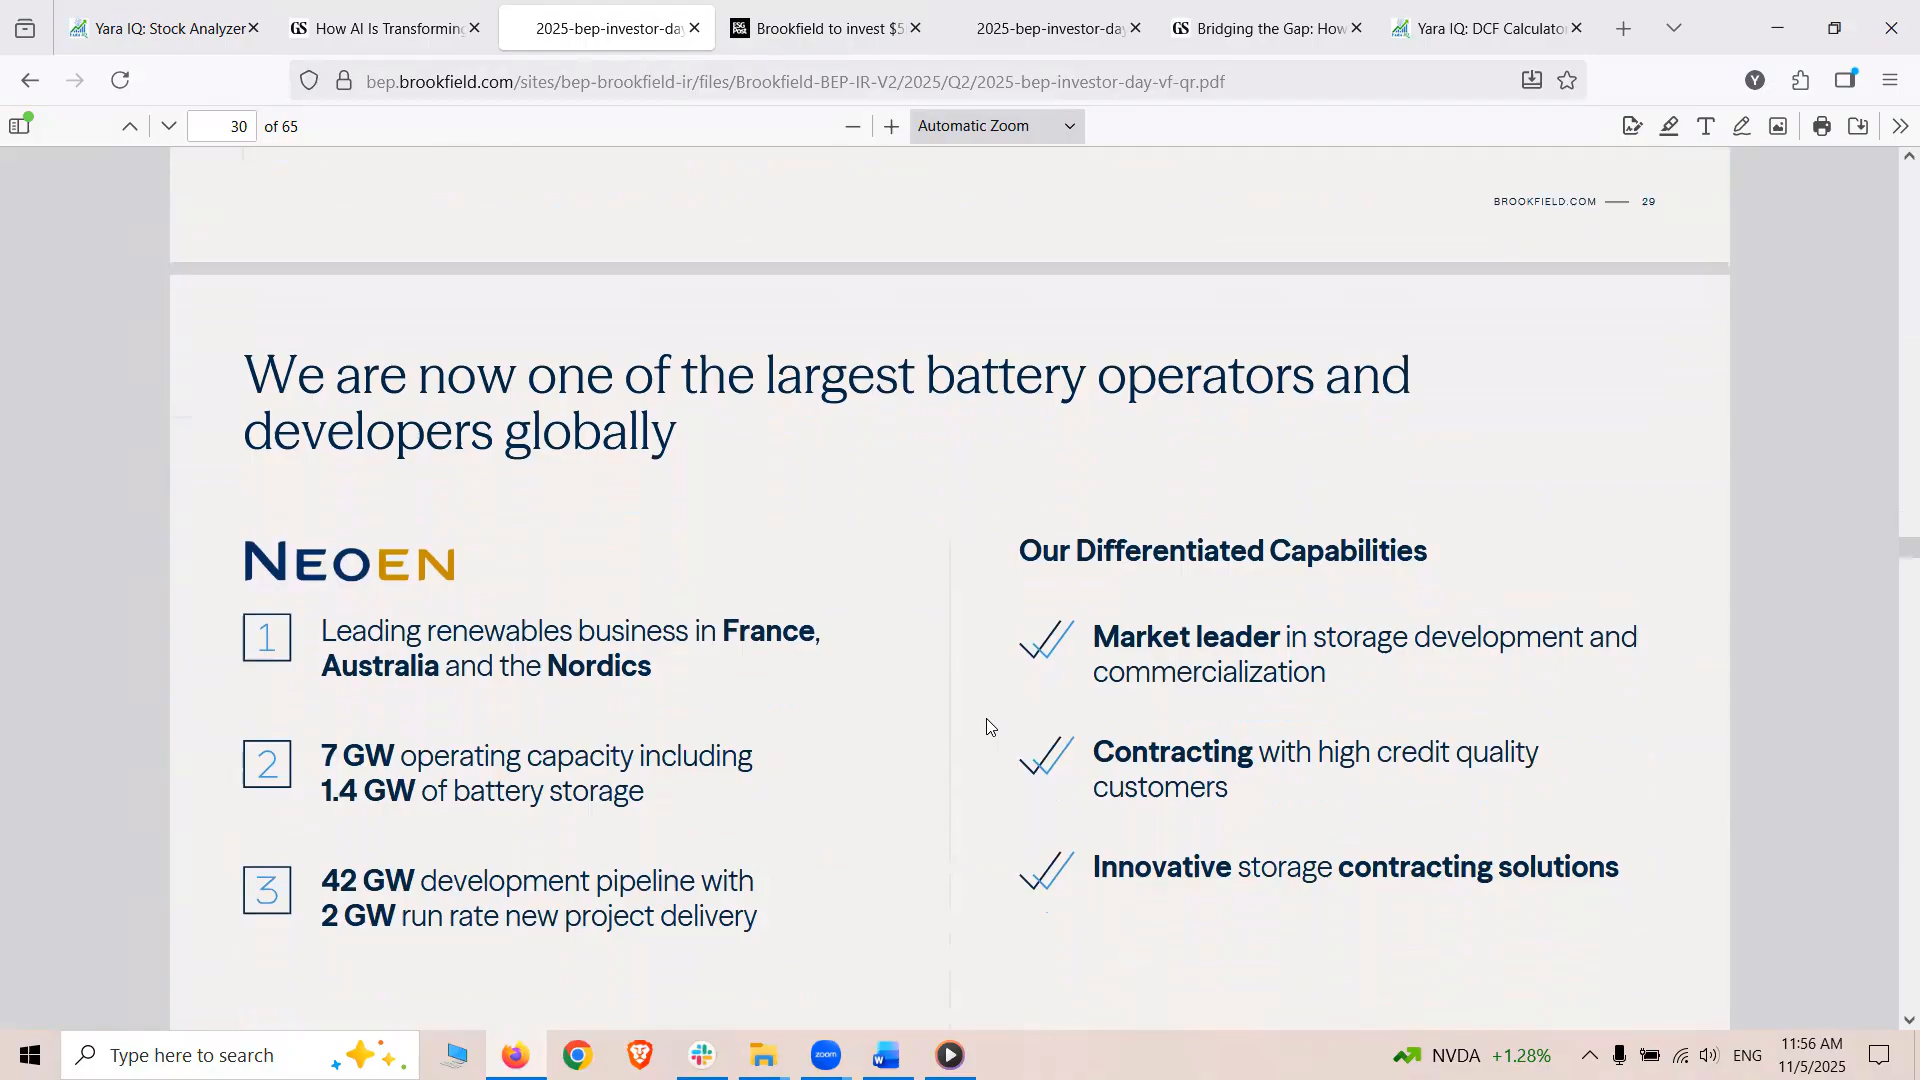 Yara IQ: Stock Analyzer
How AI Is Transforming
2025-bep-investor-da
Brookfield to invest $5
2025-bep-investor-day
Bridging the Gap: How
Yara IQ: DCF Calculato
bep.brookfield.com/sites/bep-brookfield-ir/files/Brookfield-BEP-IR-V2/2025/Q2/2025-bep-investor-day-vf-qr.pdf
30 of 65
Automatic Zoom
BROOKFIELD.COM — 29
We are now one of the largest battery operators and
developers globally
NEOEN
1
Leading renewables business in France,
Australia and the Nordics
2
7 GW operating capacity including
1.4 GW of battery storage
3
42 GW development pipeline with
2 GW run rate new project delivery
Our Differentiated Capabilities
Market leader in storage development and
commercialization
Contracting with high credit quality
customers
Innovative storage contracting solutions
Type here to search
zoom
NVDA +1.28%
ENG
11:56 AM
11/5/2025